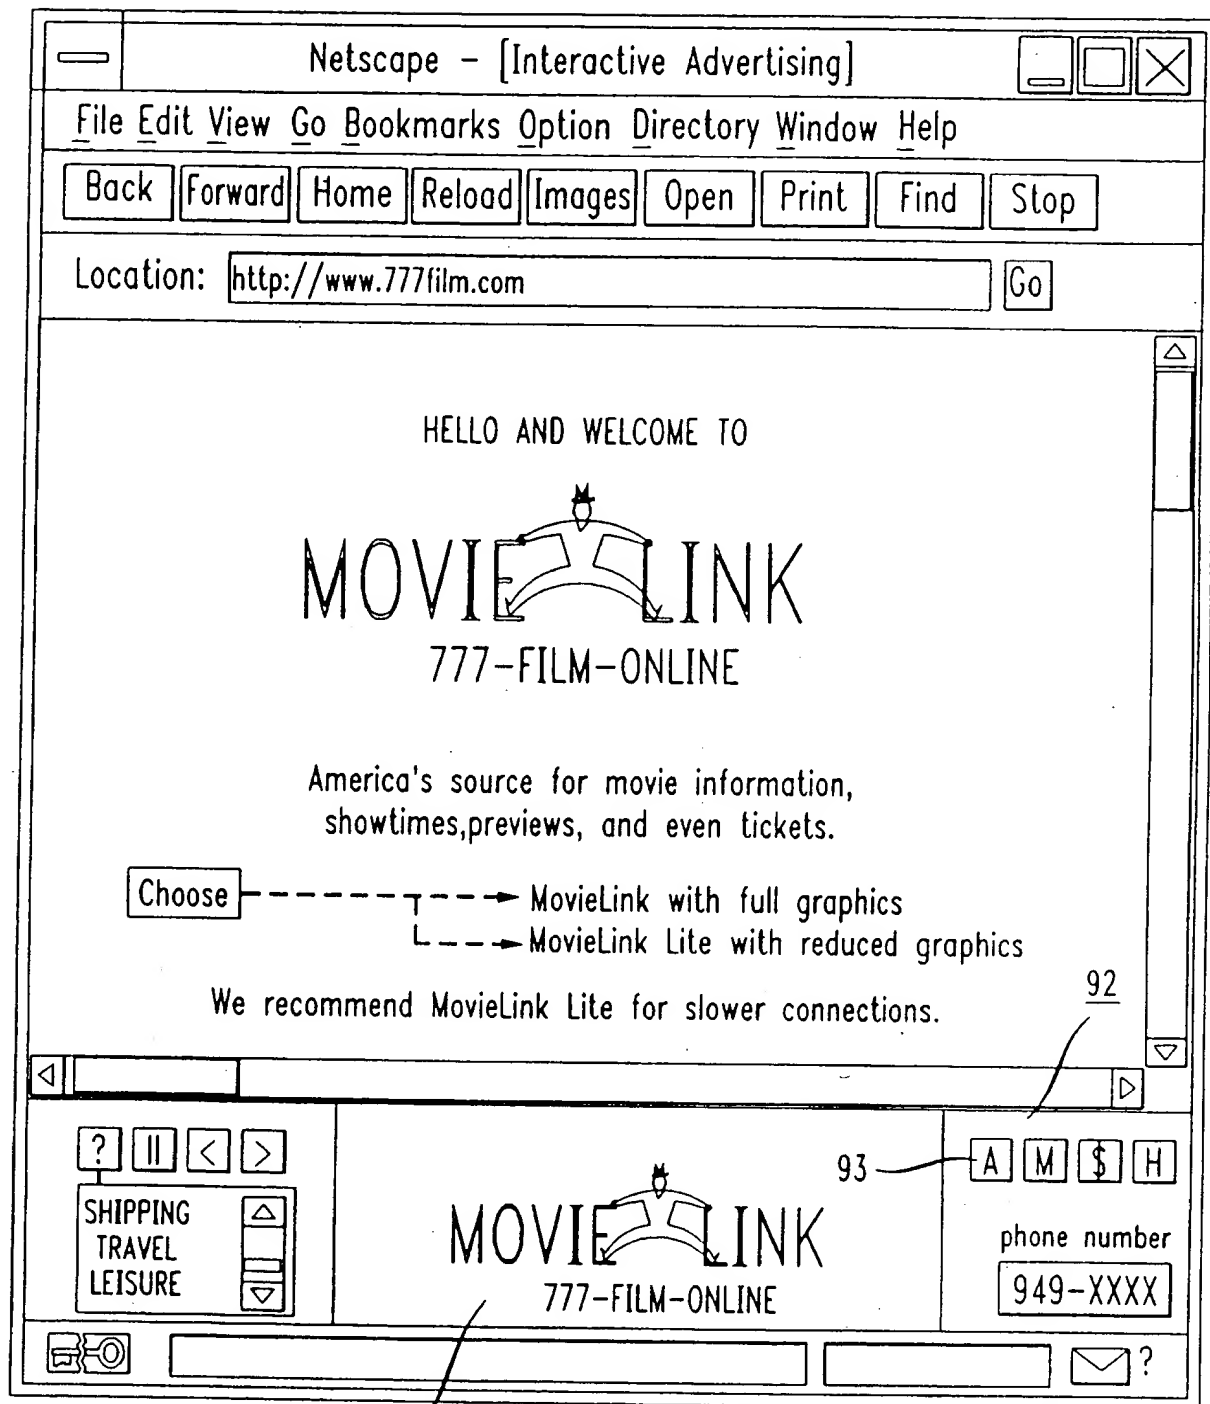 Netscape – [Interactive Advertising]
File Edit View Go Bookmarks Option Directory Window Help
Back Forward Home Reload Images Open Print Find Stop
Location: http://www.777film.com Go
HELLO AND WELCOME TO
MOVIELINK
777–FILM–ONLINE
America's source for movie information,
showtimes,previews, and even tickets.
Choose MovieLink with full graphics
MovieLink Lite with reduced graphics
We recommend MovieLink Lite for slower connections.
92
? || < >
SHIPPING
TRAVEL
LEISURE
MOVIELINK
777–FILM–ONLINE
93 A M $ H
phone number
949–XXXX
?